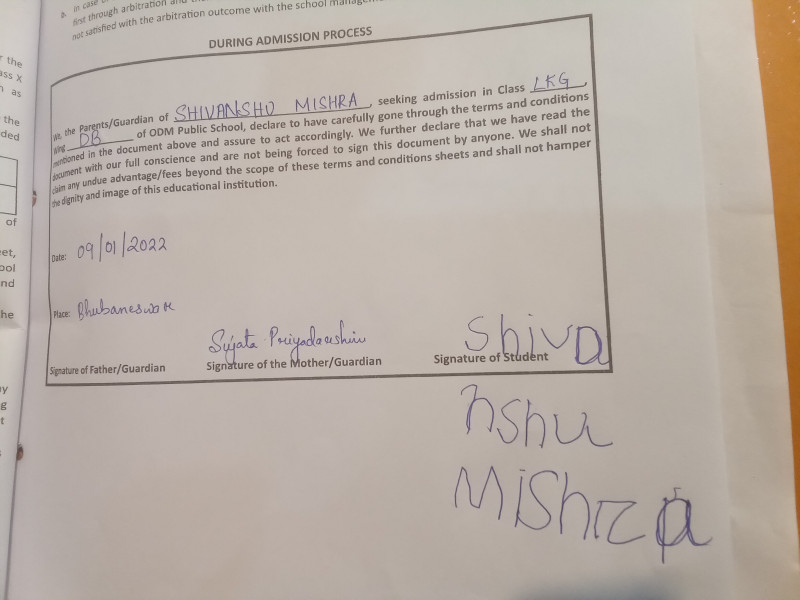 b. In case
first through arbitration and
not satisfied with the arbitration outcome with the school
DURING ADMISSION PROCESS
We, the Parents/Guardian of SHIVANSHU MISHRA, seeking admission in Class LKG,
Wing DB of ODM Public School, declare to have carefully gone through the terms and conditions
mentioned in the document above and assure to act accordingly. We further declare that we have read the
document with our full conscience and are not being forced to sign this document by anyone. We shall not
claim any undue advantage/fees beyond the scope of these terms and conditions sheets and shall not hamper
the dignity and image of this educational institution.
Date: 09/01/2022
Place: Bhubaneswar
Sujata Priyadarshini
Shiva
Signature of Father/Guardian Signature of the Mother/Guardian Signature of Student
nshu
Mishra